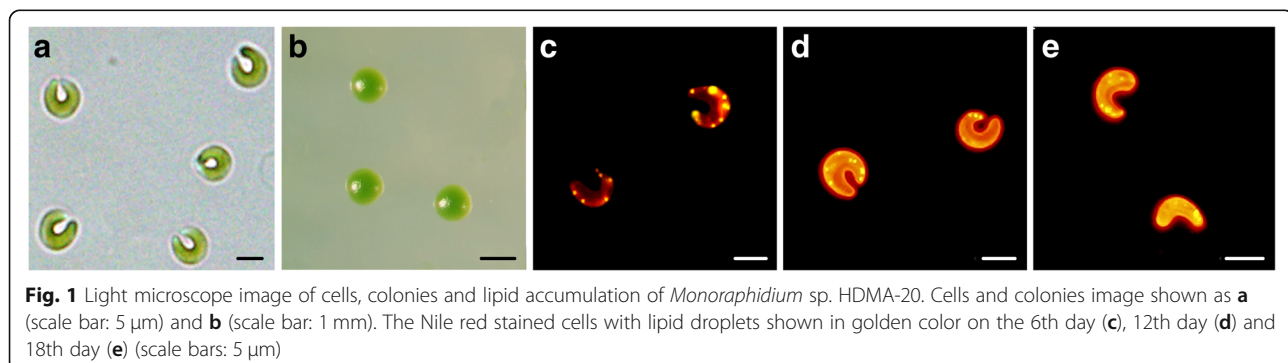 a
b
c
d
e
Fig. 1 Light microscope image of cells, colonies and lipid accumulation of Monoraphidium sp. HDMA-20. Cells and colonies image shown as a
(scale bar: 5 μm) and b (scale bar: 1 mm). The Nile red stained cells with lipid droplets shown in golden color on the 6th day (c), 12th day (d) and
18th day (e) (scale bars: 5 μm)